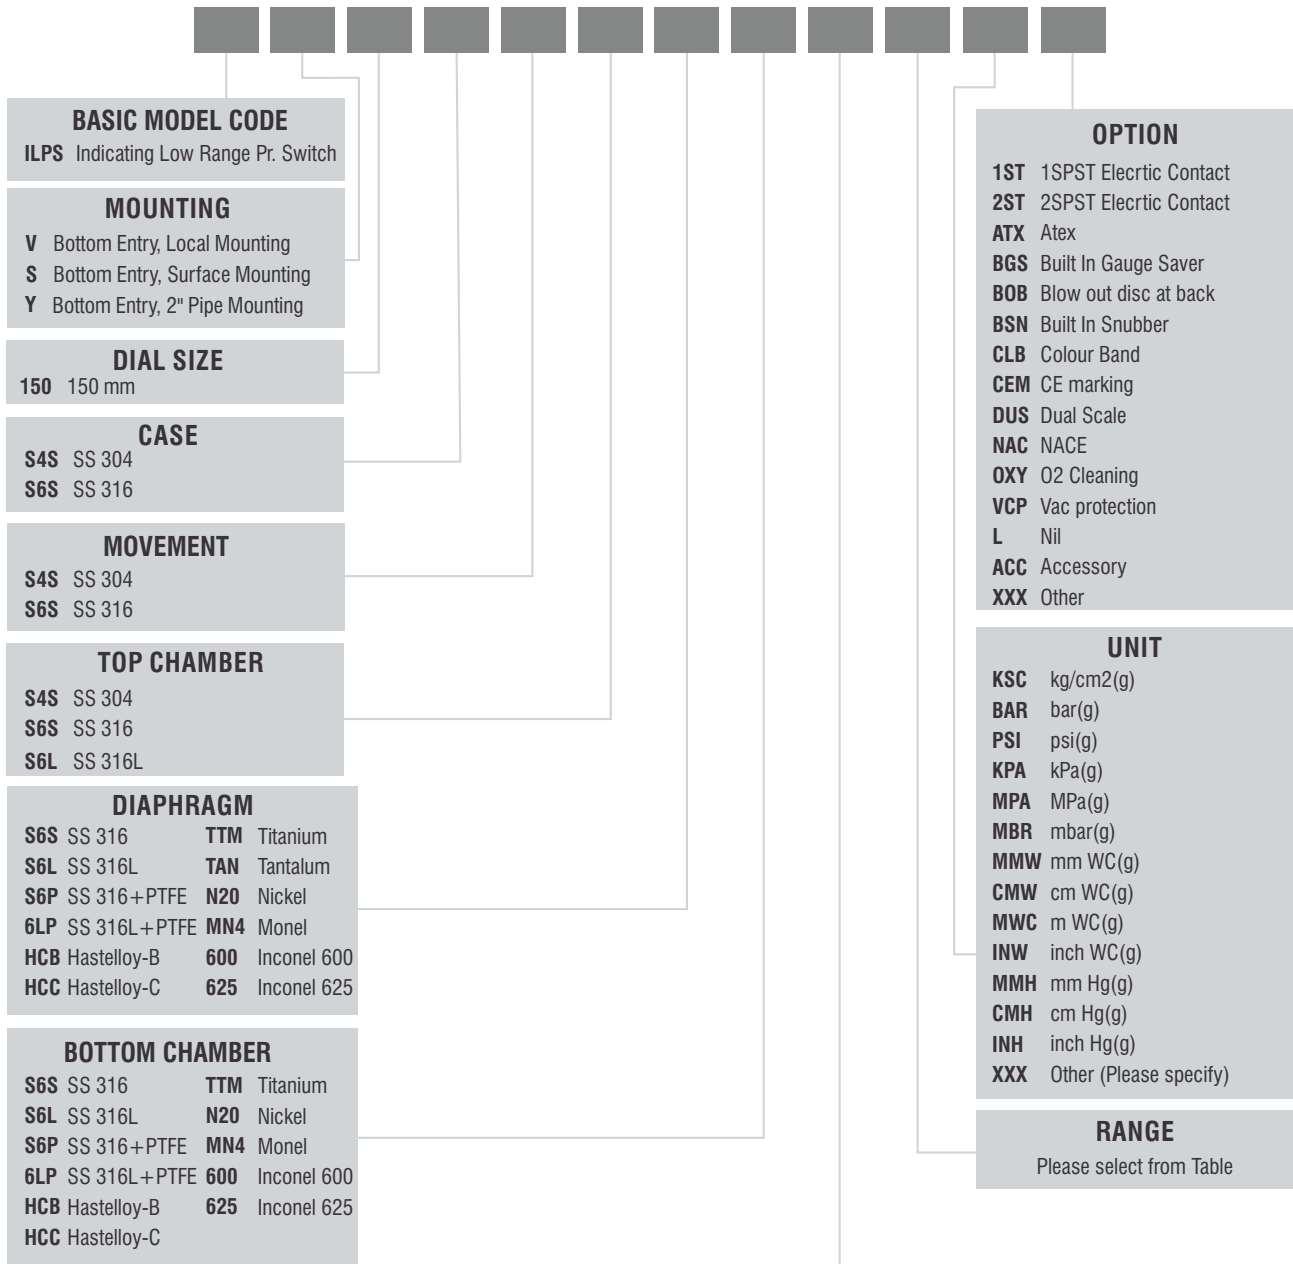 BASIC MODEL CODE
ILPS Indicating Low Range Pr. Switch
MOUNTING
V Bottom Entry, Local Mounting
S Bottom Entry, Surface Mounting
Y Bottom Entry, 2" Pipe Mounting
DIAL SIZE
150 150 mm
CASE
S4S SS 304
S6S SS 316
MOVEMENT
S4S SS 304
S6S SS 316
TOP CHAMBER
S4S SS 304
S6S SS 316
S6L SS 316L
DIAPHRAGM
S6S SS 316 TTM Titanium
S6L SS 316L TAN Tantalum
S6P SS 316+PTFE N20 Nickel
6LP SS 316L+PTFE MN4 Monel
HCB Hastelloy-B 600 Inconel 600
HCC Hastelloy-C 625 Inconel 625
BOTTOM CHAMBER
S6S SS 316 TTM Titanium
S6L SS 316L N20 Nickel
S6P SS 316+PTFE MN4 Monel
6LP SS 316L+PTFE 600 Inconel 600
HCB Hastelloy-B 625 Inconel 625
HCC Hastelloy-C
OPTION
1ST 1SPST Elecrtic Contact
2ST 2SPST Elecrtic Contact
ATX Atex
BGS Built In Gauge Saver
BOB Blow out disc at back
BSN Built In Snubber
CLB Colour Band
CEM CE marking
DUS Dual Scale
NAC NACE
OXY O2 Cleaning
VCP Vac protection
L Nil
ACC Accessory
XXX Other
UNIT
KSC kg/cm2(g)
BAR bar(g)
PSI psi(g)
KPA kPa(g)
MPA MPa(g)
MBR mbar(g)
MMW mm WC(g)
CMW cm WC(g)
MWC m WC(g)
INW inch WC(g)
MMH mm Hg(g)
CMH cm Hg(g)
INH inch Hg(g)
XXX Other (Please specify)
RANGE
Please select from Table